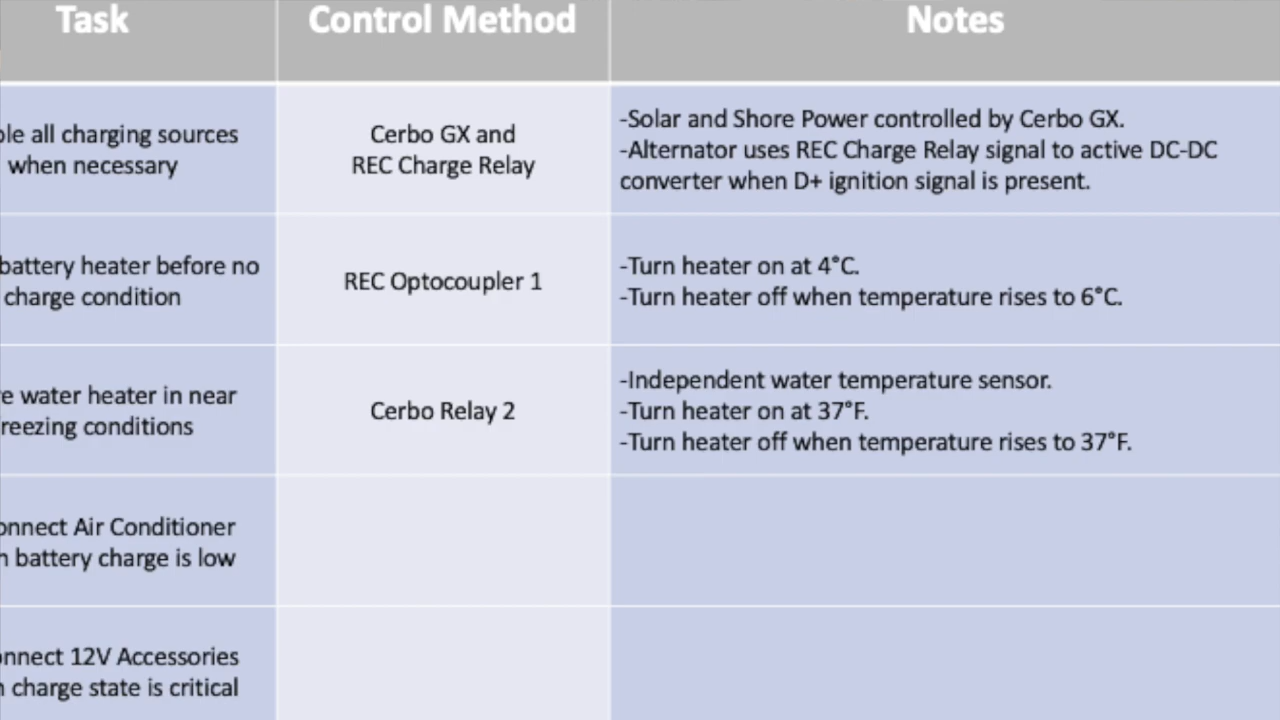 Task Control Method Notes
all charging sources
when necessary
Cerbo GX and
REC Charge Relay
-Solar and Shore Power controlled by Cerbo GX.
-Alternator uses REC Charge Relay signal to active DC-DC
converter when D+ ignition signal is present.
battery heater before no
charge condition
REC Optocoupler 1
-Turn heater on at 4°C.
-Turn heater off when temperature rises to 6°C.
water heater in near
reezing conditions
Cerbo Relay 2
-Independent water temperature sensor.
-Turn heater on at 37°F.
-Turn heater off when temperature rises to 37°F.
onnect Air Conditioner
battery charge is low
onnect 12V Accessories
charge state is critical